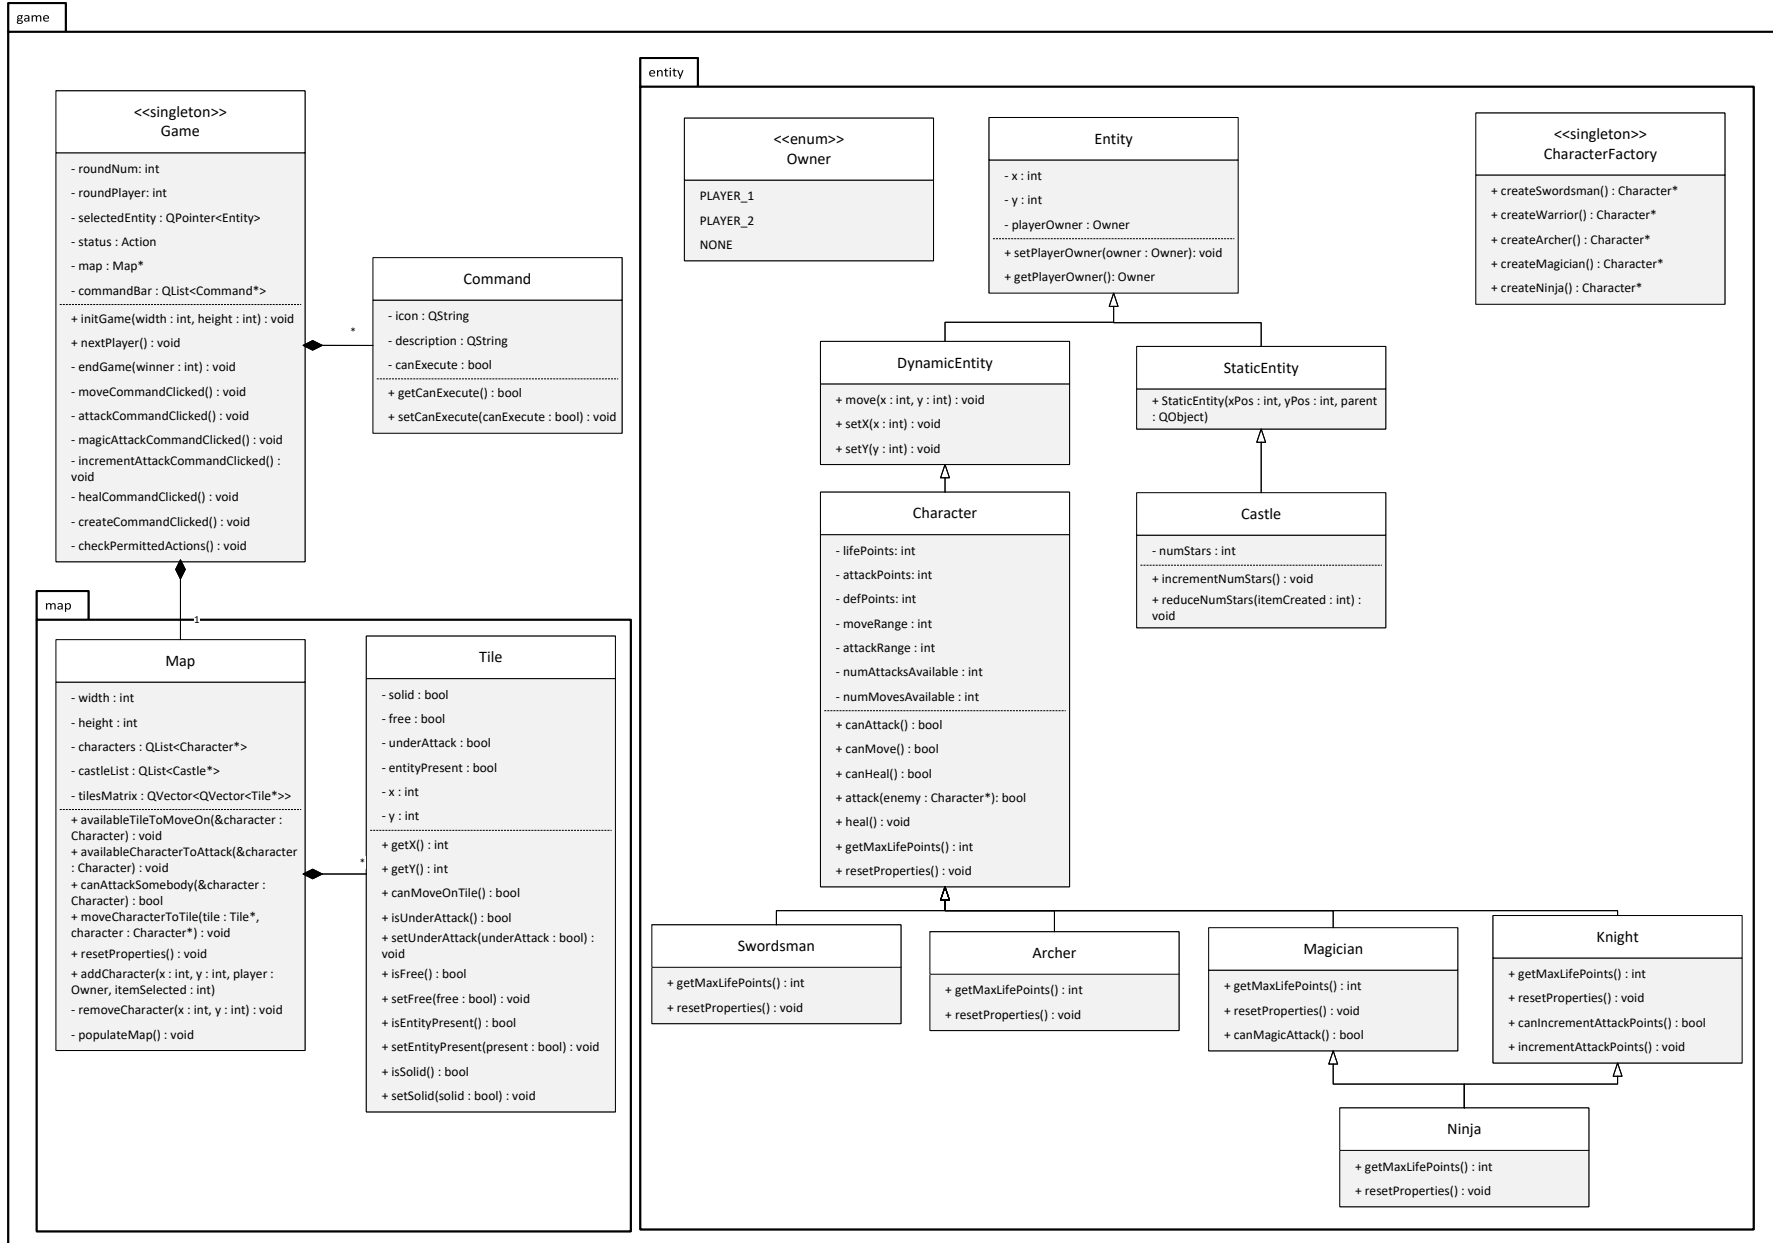 game
<<singleton>>
Game
- roundNum: int
- roundPlayer: int
- selectedEntity : QPointer<Entity>
- status : Action
- map : Map*
- commandBar : QList<Command*>
+ initGame(width : int, height : int) : void
+ nextPlayer() : void
- endGame(winner : int) : void
- moveCommandClicked() : void
- attackCommandClicked() : void
- magicAttackCommandClicked() : void
- incrementAttackCommandClicked() :
void
- healCommandClicked() : void
- createCommandClicked() : void
- checkPermittedActions() : void
*
Command
- icon : QString
- description : QString
- canExecute : bool
+ getCanExecute() : bool
+ setCanExecute(canExecute : bool) : void
map
1
Map
- width : int
- height : int
- characters : QList<Character*>
- castleList : QList<Castle*>
- tilesMatrix : QVector<QVector<Tile*>>
+ availableTileToMoveOn(&character :
Character) : void
+ availableCharacterToAttack(&character
: Character) : void
+ canAttackSomebody(&character :
Character) : bool
+ moveCharacterToTile(tile : Tile*,
character : Character*) : void
+ resetProperties() : void
+ addCharacter(x : int, y : int, player :
Owner, itemSelected : int)
- removeCharacter(x : int, y : int) : void
- populateMap() : void
*
Tile
- solid : bool
- free : bool
- underAttack : bool
- entityPresent : bool
- x : int
- y : int
+ getX() : int
+ getY() : int
+ canMoveOnTile() : bool
+ isUnderAttack() : bool
+ setUnderAttack(underAttack : bool) :
void
+ isFree() : bool
+ setFree(free : bool) : void
+ isEntityPresent() : bool
+ setEntityPresent(present : bool) : void
+ isSolid() : bool
+ setSolid(solid : bool) : void
entity
<<enum>>
Owner
PLAYER_1
PLAYER_2
NONE
Entity
- x : int
- y : int
- playerOwner : Owner
+ setPlayerOwner(owner : Owner): void
+ getPlayerOwner(): Owner
<<singleton>>
CharacterFactory
+ createSwordsman() : Character*
+ createWarrior() : Character*
+ createArcher() : Character*
+ createMagician() : Character*
+ createNinja() : Character*
DynamicEntity
+ move(x : int, y : int) : void
+ setX(x : int) : void
+ setY(y : int) : void
StaticEntity
+ StaticEntity(xPos : int, yPos : int, parent
: QObject)
Character
- lifePoints: int
- attackPoints: int
- defPoints: int
- moveRange : int
- attackRange : int
- numAttacksAvailable : int
- numMovesAvailable : int
+ canAttack() : bool
+ canMove() : bool
+ canHeal() : bool
+ attack(enemy : Character*): bool
+ heal() : void
+ getMaxLifePoints() : int
+ resetProperties() : void
Castle
- numStars : int
+ incrementNumStars() : void
+ reduceNumStars(itemCreated : int) :
void
Swordsman
+ getMaxLifePoints() : int
+ resetProperties() : void
Archer
+ getMaxLifePoints() : int
+ resetProperties() : void
Magician
+ getMaxLifePoints() : int
+ resetProperties() : void
+ canMagicAttack() : bool
Knight
+ getMaxLifePoints() : int
+ resetProperties() : void
+ canIncrementAttackPoints() : bool
+ incrementAttackPoints() : void
Ninja
+ getMaxLifePoints() : int
+ resetProperties() : void